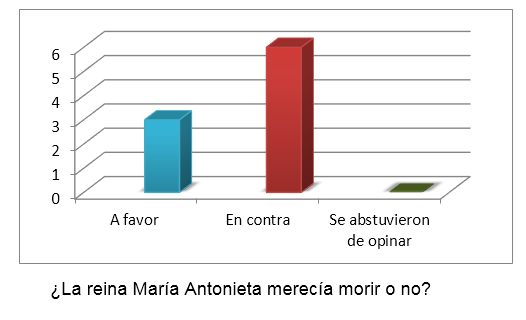 6
5
4
3
2
1
0
A favor
En contra
Se abstuvieron
de opinar
¿La reina María Antonieta merecía morir o no?